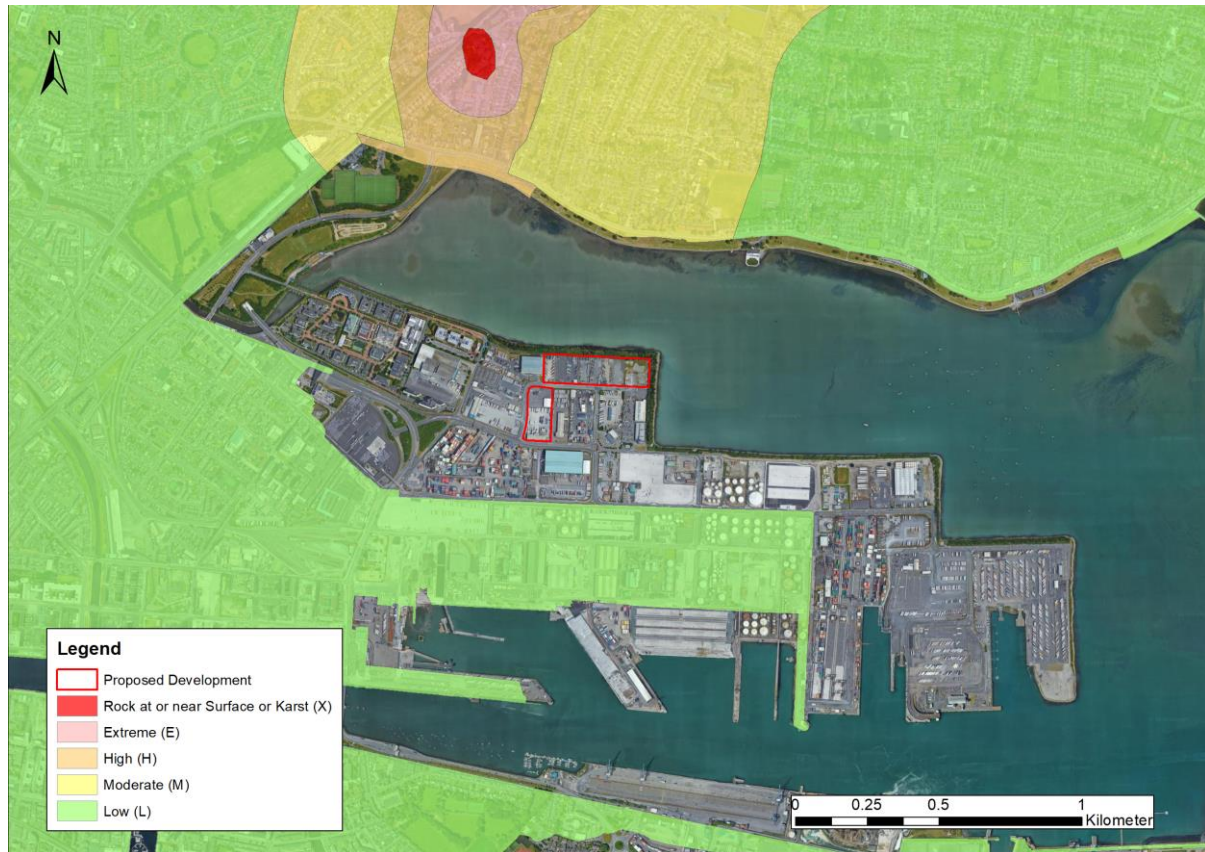 N
Legend
Proposed Development
Rock at or near Surface or Karst (X)
Extreme (E)
High (H)
Moderate (M)
Low (L)
0 0.25 0.5 1
Kilometer